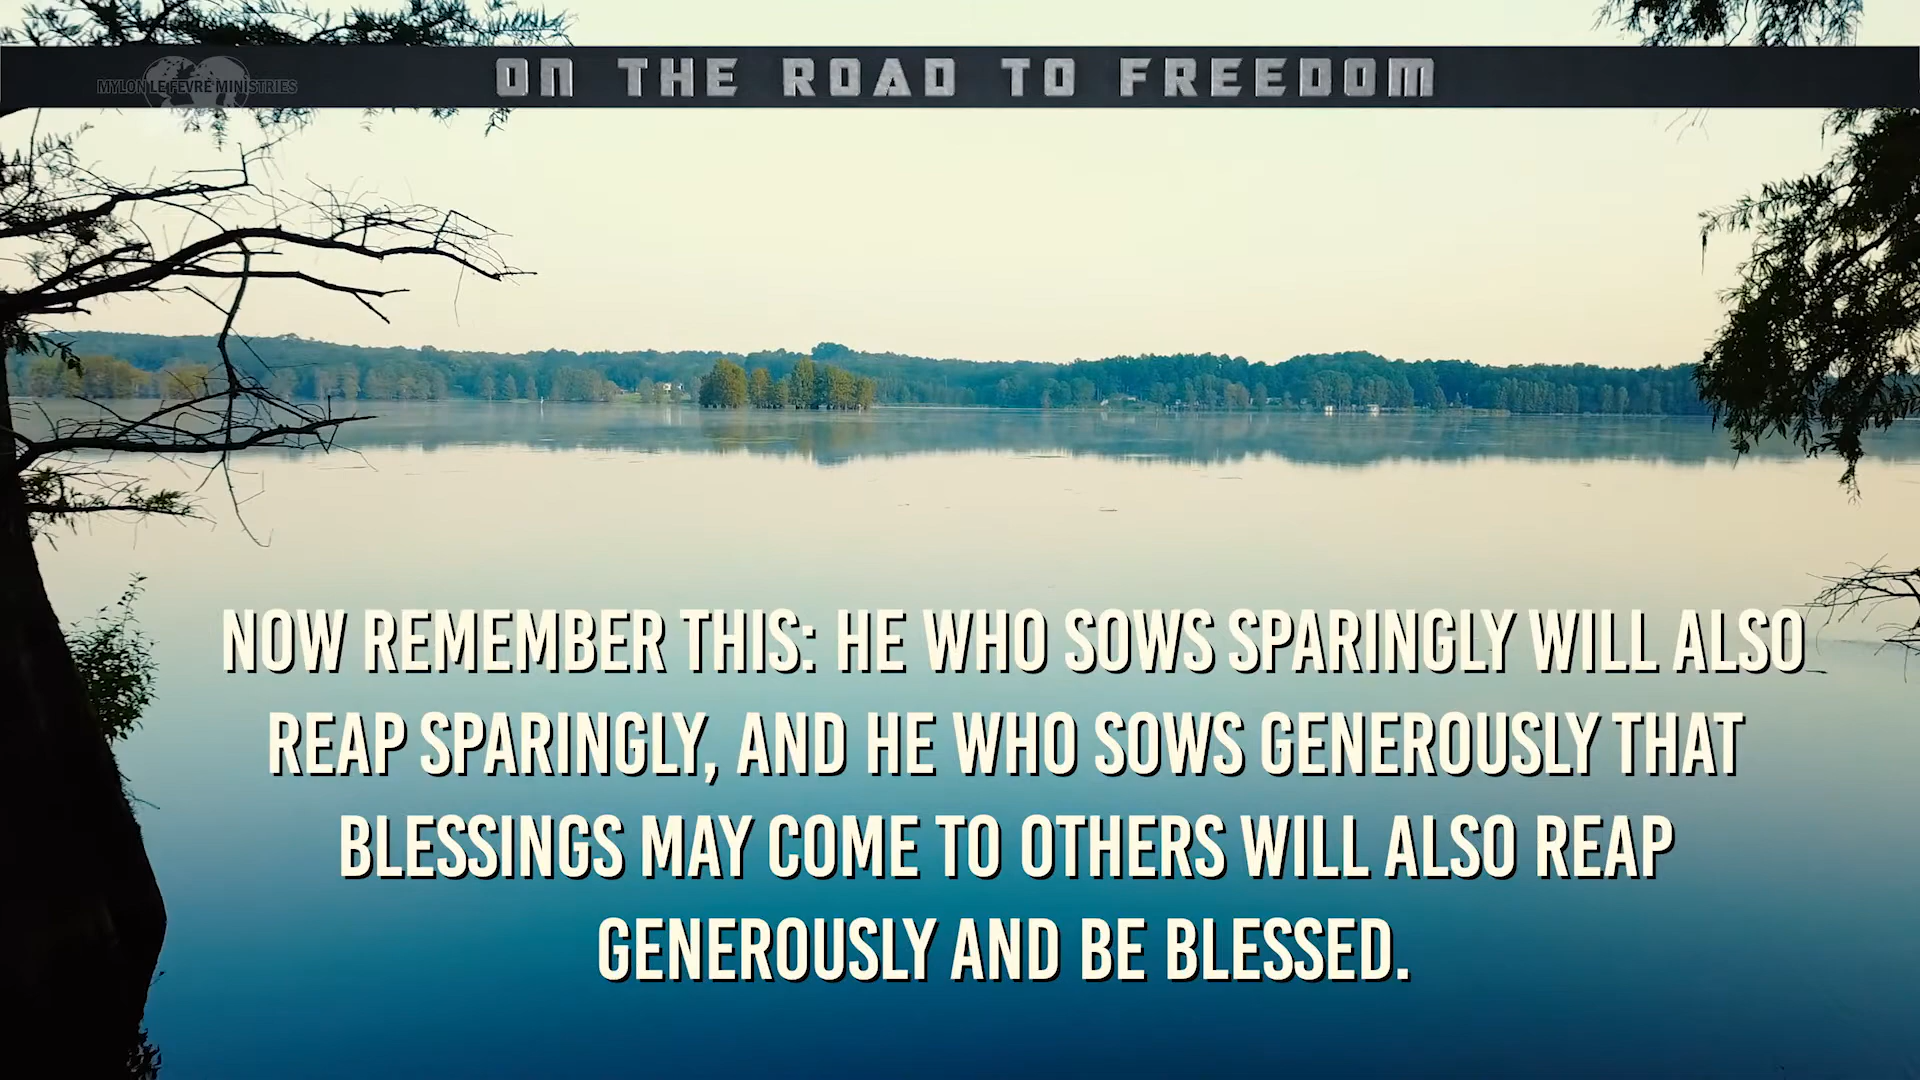 MYLON LE FEVRE MINISTRIES
ON THE ROAD TO FREEDOM
NOW REMEMBER THIS: HE WHO SOWS SPARINGLY WILL ALSO
REAP SPARINGLY, AND HE WHO SOWS GENEROUSLY THAT
BLESSINGS MAY COME TO OTHERS WILL ALSO REAP
GENEROUSLY AND BE BLESSED.